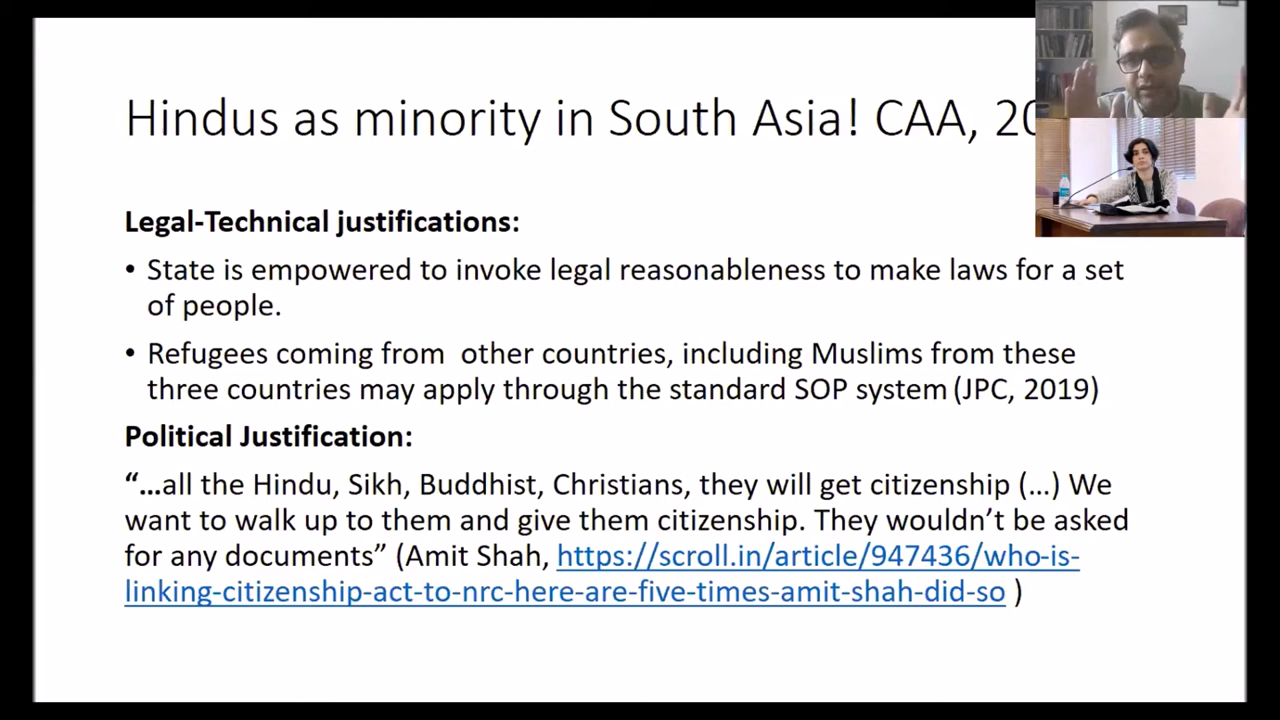 Hindus as minority in South Asia! CAA, 20
Legal-Technical justifications:
• State is empowered to invoke legal reasonableness to make laws for a set
of people.
• Refugees coming from other countries, including Muslims from these
three countries may apply through the standard SOP system (JPC, 2019)
Political Justification:
“…all the Hindu, Sikh, Buddhist, Christians, they will get citizenship (…) We
want to walk up to them and give them citizenship. They wouldn’t be asked
for any documents” (Amit Shah, https://scroll.in/article/947436/who-is-
linking-citizenship-act-to-nrc-here-are-five-times-amit-shah-did-so )